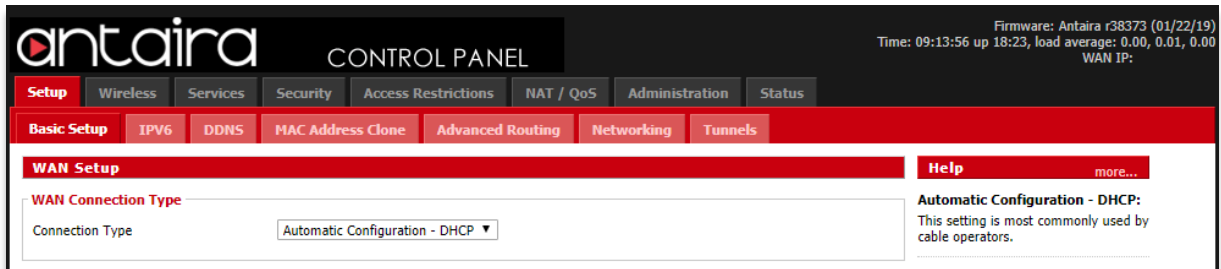 antaira CONTROL PANEL
Firmware: Antaira r38373 (01/22/19)
Time: 09:13:56 up 18:23, load average: 0.00, 0.01, 0.00
WAN IP:
Setup Wireless Services Security Access Restrictions NAT / QoS Administration Status
Basic Setup IPV6 DDNS MAC Address Clone Advanced Routing Networking Tunnels
WAN Setup
WAN Connection Type
Connection Type Automatic Configuration - DHCP
Help more...
Automatic Configuration - DHCP:
This setting is most commonly used by
cable operators.